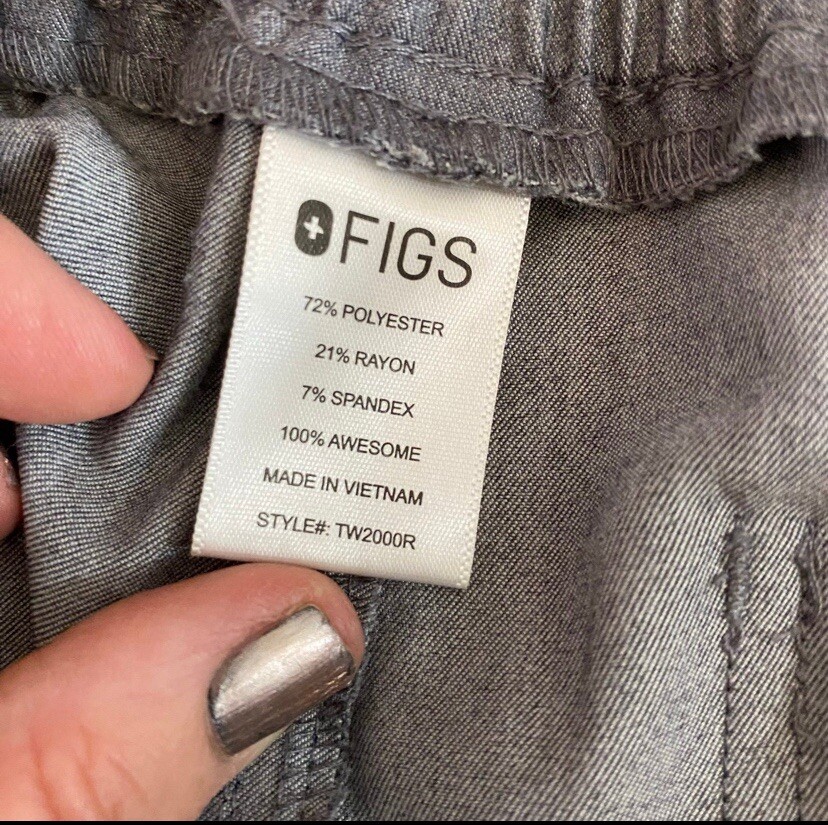 FIGS
72% POLYESTER
21% RAYON
7% SPANDEX
100% AWESOME
MADE IN VIETNAM
STYLE#: TW2000R